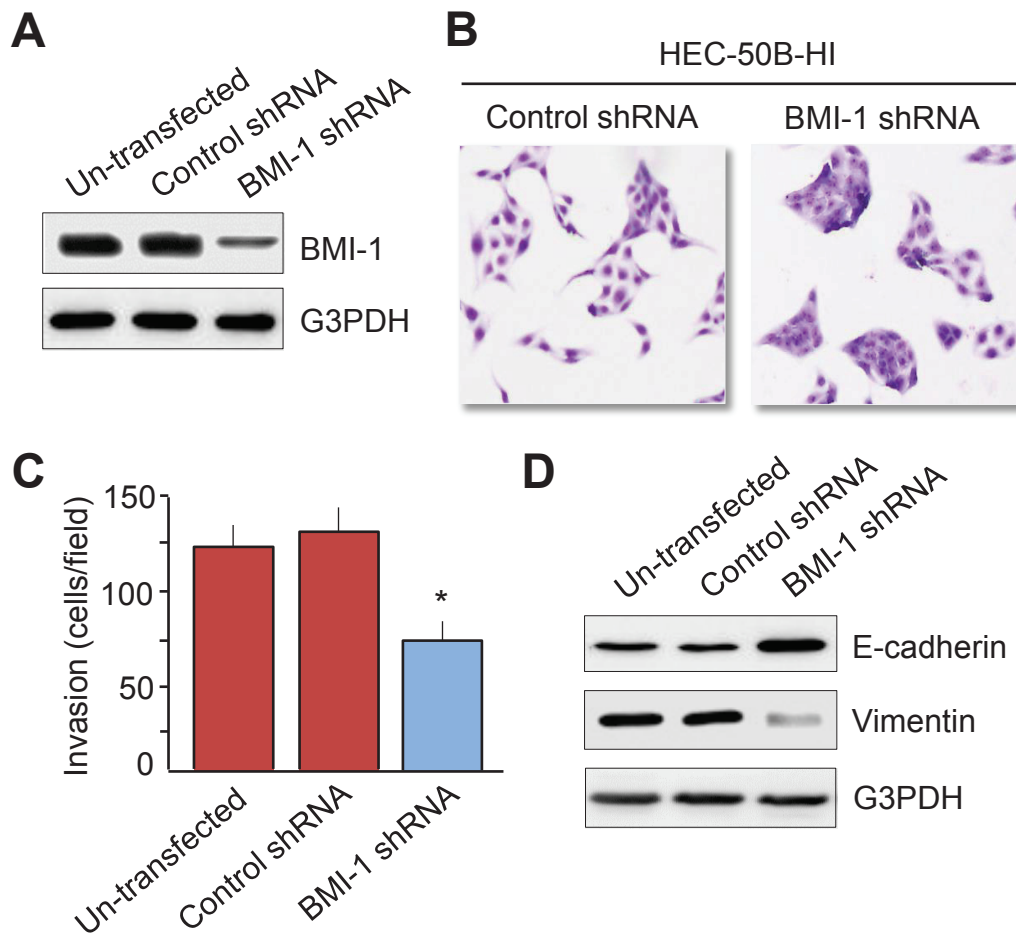 A
Un-transfected
Control shRNA
BMI-1 shRNA
BMI-1
G3PDH
B
HEC-50B-HI
Control shRNA
BMI-1 shRNA
C
Invasion (cells/field)
150
100
50
0
*
Un-transfected
Control shRNA
BMI-1 shRNA
D
Un-transfected
Control shRNA
BMI-1 shRNA
E-cadherin
Vimentin
G3PDH